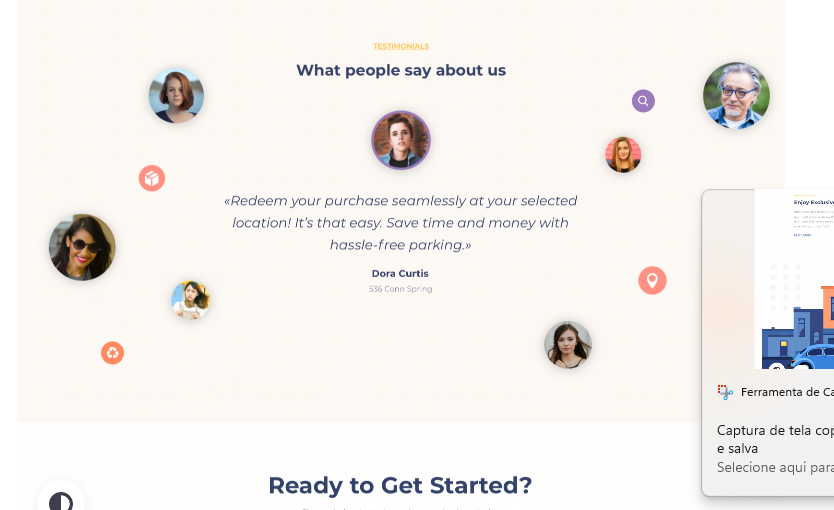 TESTIMONIALS
What people say about us
«Redeem your purchase seamlessly at your selected
location! It's that easy. Save time and money with
hassle-free parking.»
Dora Curtis
536 Conn Spring
Enjoy Exclusiv
Ferramenta de Ca
Captura de tela cop
e salva
Selecione aqui para
Ready to Get Started?